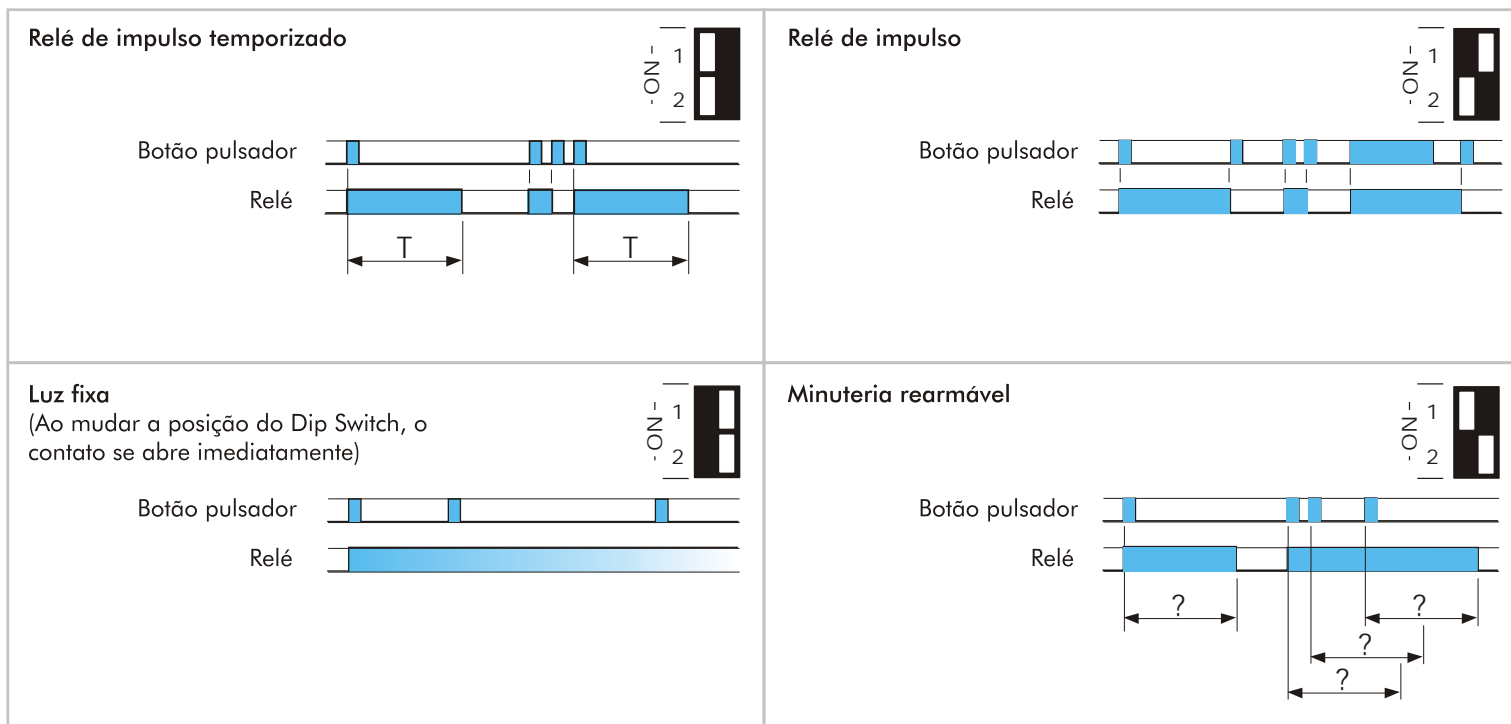 Relé de impulso temporizado
- ON -
1
2
Botão pulsador
Relé
T
T
Relé de impulso
- ON -
1
2
Botão pulsador
Relé
Luz fixa
(Ao mudar a posição do Dip Switch, o
contato se abre imediatamente)
- ON -
1
2
Botão pulsador
Relé
Minuteria rearmável
- ON -
1
2
Botão pulsador
Relé
?
?
?
?